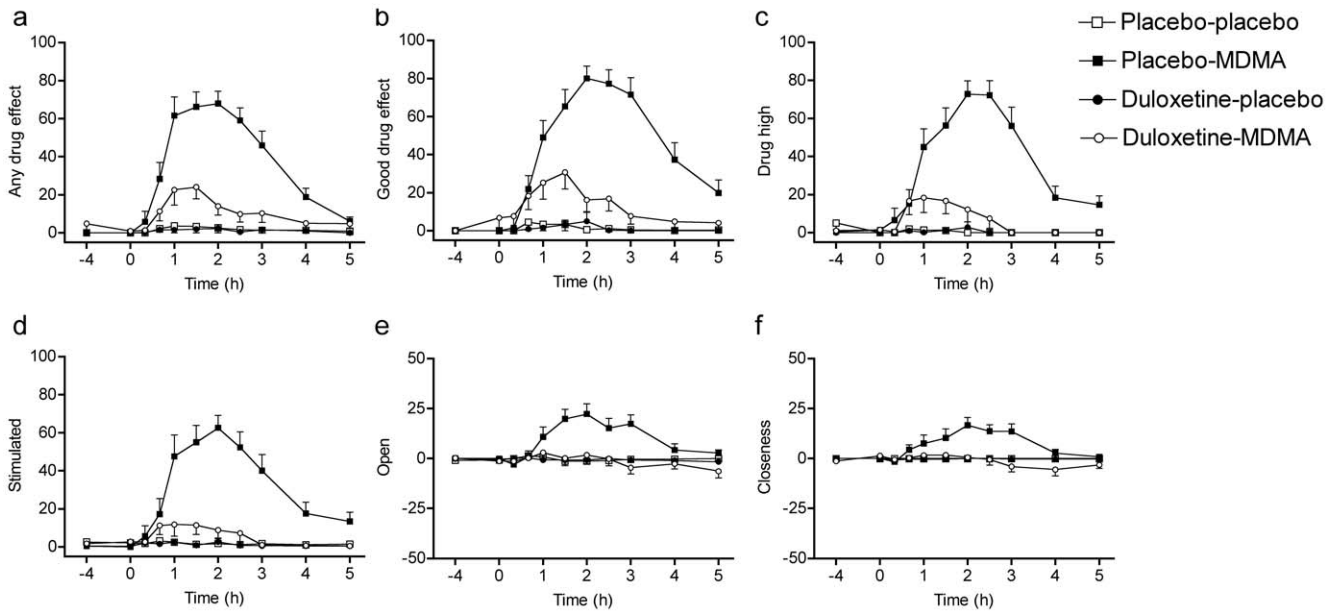 a
b
c
Placebo-placebo
Placebo-MDMA
Duloxetine-placebo
Duloxetine-MDMA
100
80
60
40
20
0
Any drug effect
-4 0 1 2 3 4 5
Time (h)
100
80
60
40
20
0
Good drug effect
-4 0 1 2 3 4 5
Time (h)
100
80
60
40
20
0
Drug high
-4 0 1 2 3 4 5
Time (h)
d
e
f
100
80
60
40
20
0
Stimulated
-4 0 1 2 3 4 5
Time (h)
50
25
0
-25
-50
Open
-4 0 1 2 3 4 5
Time (h)
50
25
0
-25
-50
Closeness
-4 0 1 2 3 4 5
Time (h)